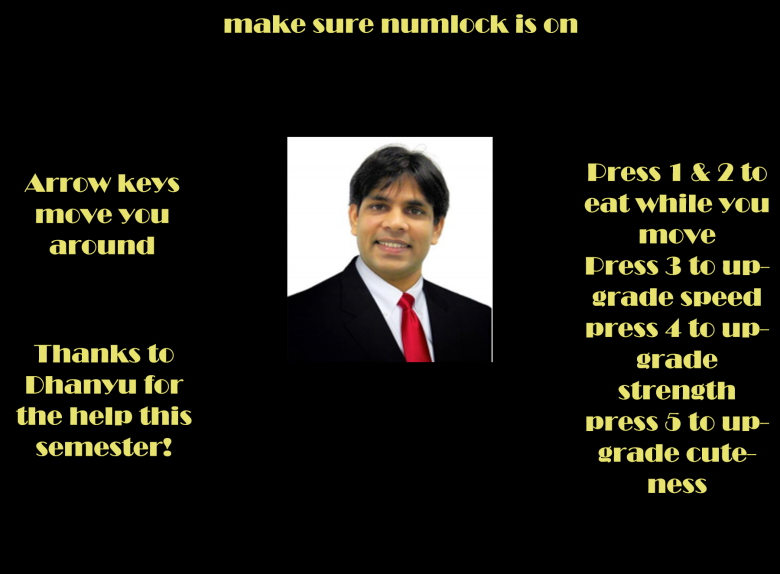 make sure numlock is on
Arrow keys
move you
around
Thanks to
Dhanyu for
the help this
semester!
Press 1 & 2 to
eat while you
move
Press 3 to up-
grade speed
press 4 to up-
grade
strength
press 5 to up-
grade cute-
ness